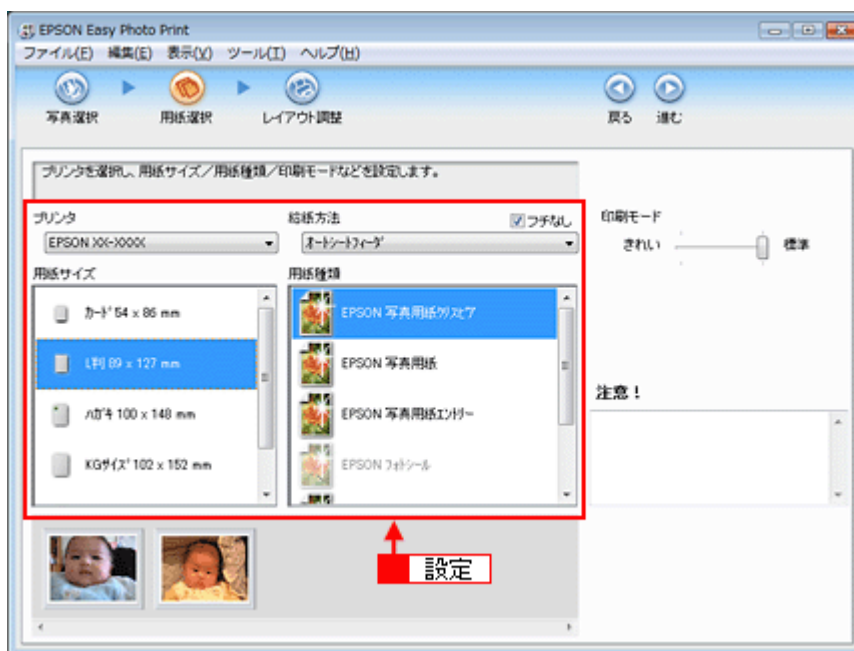 EPSON Easy Photo Print
ファイル(F) 編集(E) 表示(V) ツール(T) ヘルプ(H)
写真選択 用紙選択 レイアウト調整 戻る 進む
プリンタを選択し、用紙サイズ/用紙種類/印刷モードなどを設定します。
プリンタ 給紙方法 フチなし 印刷モード
EPSON XX-XXXX オートシートフィーダ きれい 標準
用紙サイズ 用紙種類
カード 54 x 86 mm EPSON 写真用紙クリスピア
L判 89 x 127 mm EPSON 写真用紙
注意!
ハガキ 100 x 148 mm EPSON 写真用紙エントリー
KGサイズ 102 x 152 mm EPSON フォトシール
設定